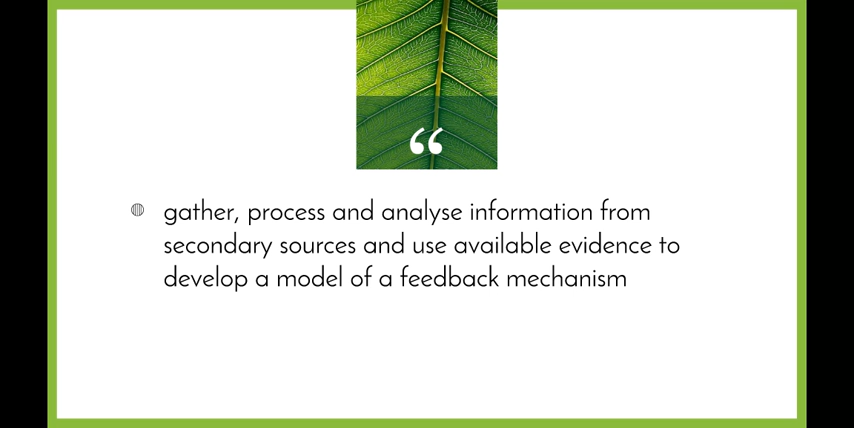 “
gather, process and analyse information from
secondary sources and use available evidence to
develop a model of a feedback mechanism